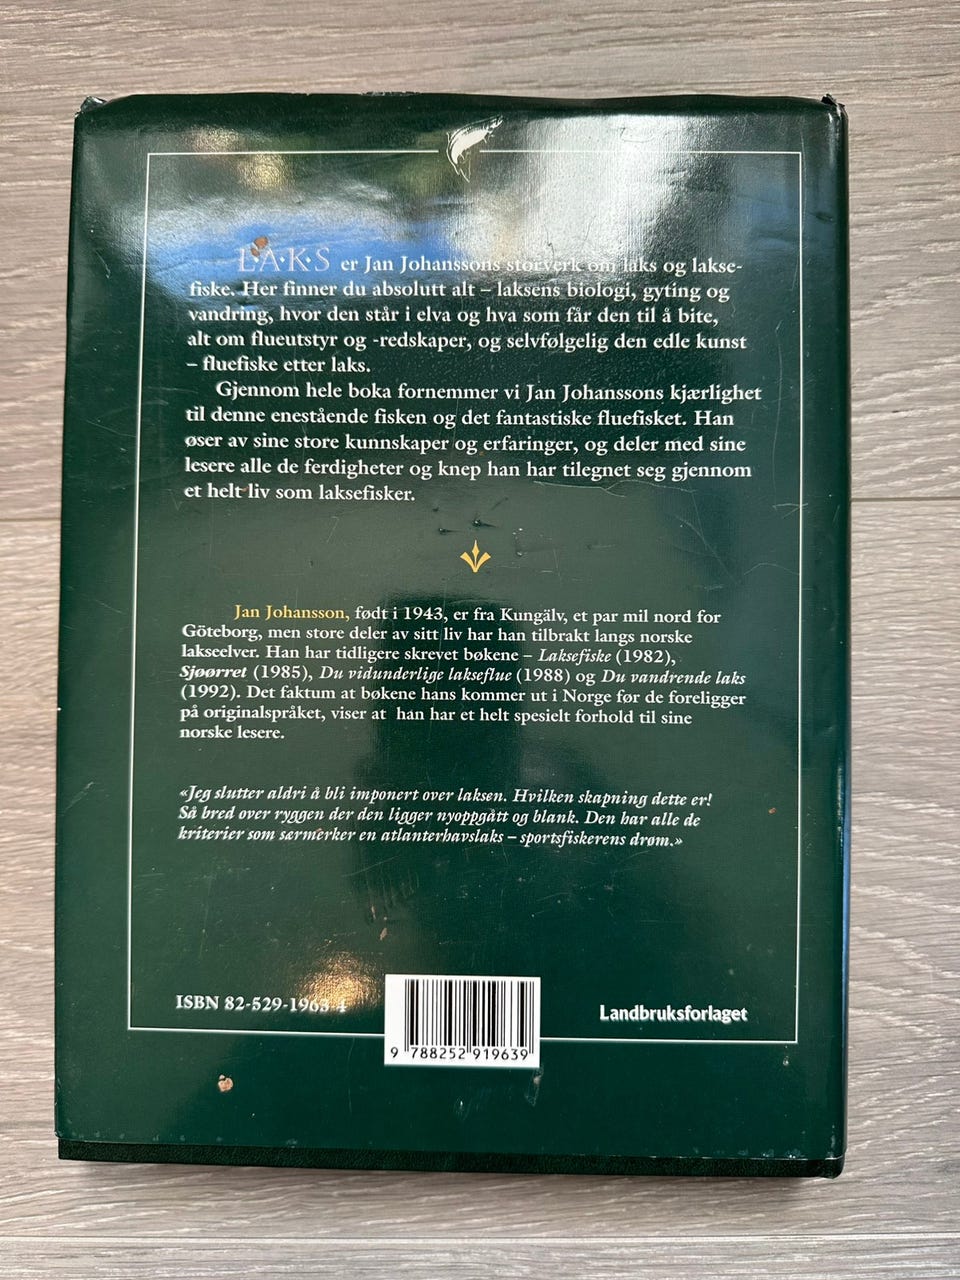 L·A·K·S er Jan Johanssons storverk om laks og lakse-
fiske. Her finner du absolutt alt – laksens biologi, gyting og
vandring, hvor den står i elva og hva som får den til å bite,
alt om flueutstyr og -redskaper, og selvfølgelig den edle kunst
– fluefiske etter laks.
Gjennom hele boka fornemmer vi Jan Johanssons kjærlighet
til denne enestående fisken og det fantastiske fluefisket. Han
øser av sine store kunnskaper og erfaringer, og deler med sine
lesere alle de ferdigheter og knep han har tilegnet seg gjennom
et helt liv som laksefisker.
Jan Johansson, født i 1943, er fra Kungälv, et par mil nord for
Göteborg, men store deler av sitt liv har han tilbrakt langs norske
lakseelver. Han har tidligere skrevet bøkene – Laksefiske (1982),
Sjøørret (1985), Du vidunderlige lakseflue (1988) og Du vandrende laks
(1992). Det faktum at bøkene hans kommer ut i Norge før de foreligger
på originalspråket, viser at han har et helt spesielt forhold til sine
norske lesere.
«Jeg slutter aldri å bli imponert over laksen. Hvilken skapning dette er!
Så bred over ryggen der den ligger nyoppgått og blank. Den har alle de
kriterier som særmerker en atlanterhavslaks – sportsfiskerens drøm.»
ISBN 82-529-1963-4
Landbruksforlaget
9 788252 919639